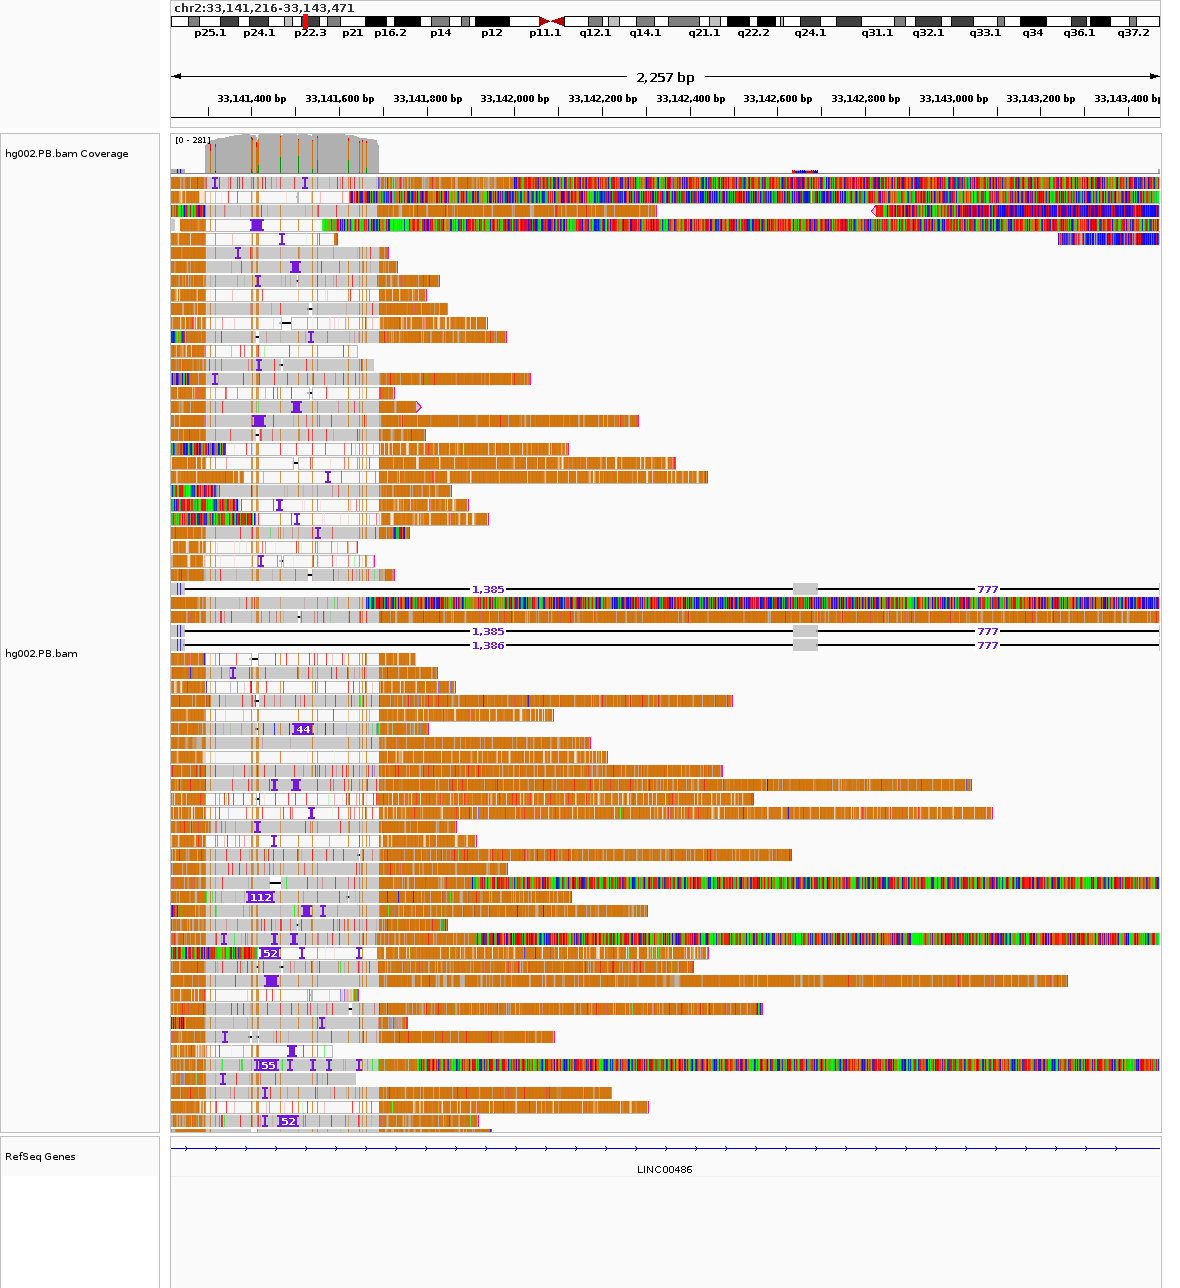 chr2:33,141,216-33,143,471
p25.1 p24.1 p22.3 p21 p16.2 p14 p12 p11.1 q12.1 q14.1 q21.1 q22.2 q24.1 q31.1 q32.1 q33.1 q34 q36.1 q37.2
2,257 bp
33,141,400 bp 33,141,600 bp 33,141,800 bp 33,142,000 bp 33,142,200 bp 33,142,400 bp 33,142,600 bp 33,142,800 bp 33,143,000 bp 33,143,200 bp 33,143,400 bp
[0 - 281]
hg002.PB.bam Coverage
1,385 777
1,385 777
1,386 777
hg002.PB.bam
44
112
52
55
52
RefSeq Genes
LINC00486